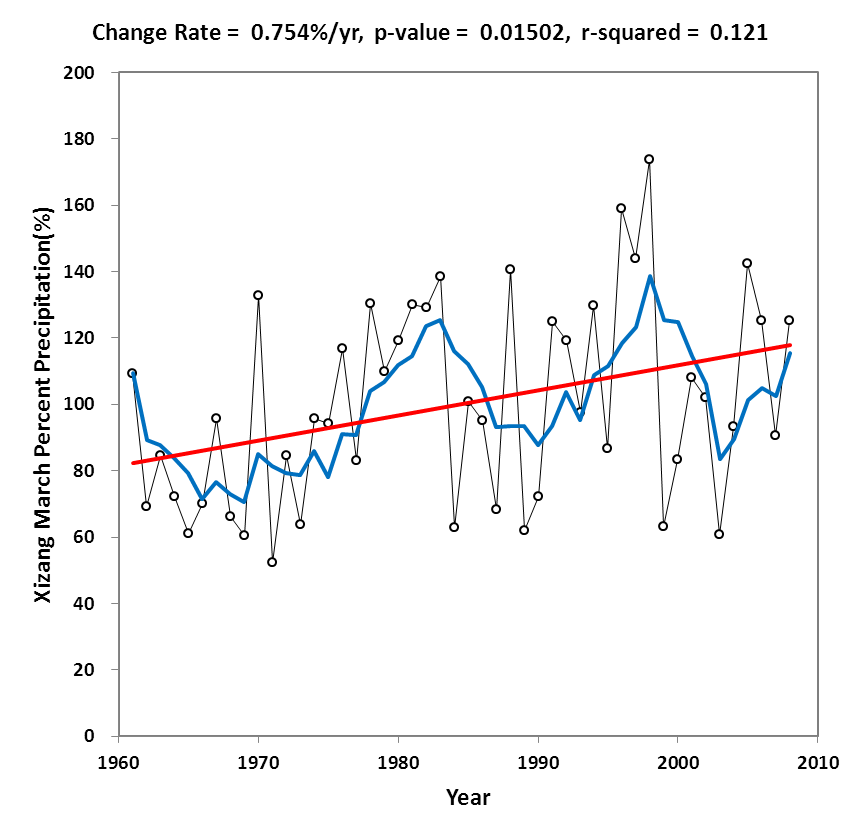 Change Rate = 0.754%/yr, p-value = 0.01502, r-squared = 0.121
200
180
160
140
120
100
80
60
40
20
0
Xizang March Percent Precipitation(%)
1960 1970 1980 1990 2000 2010
Year